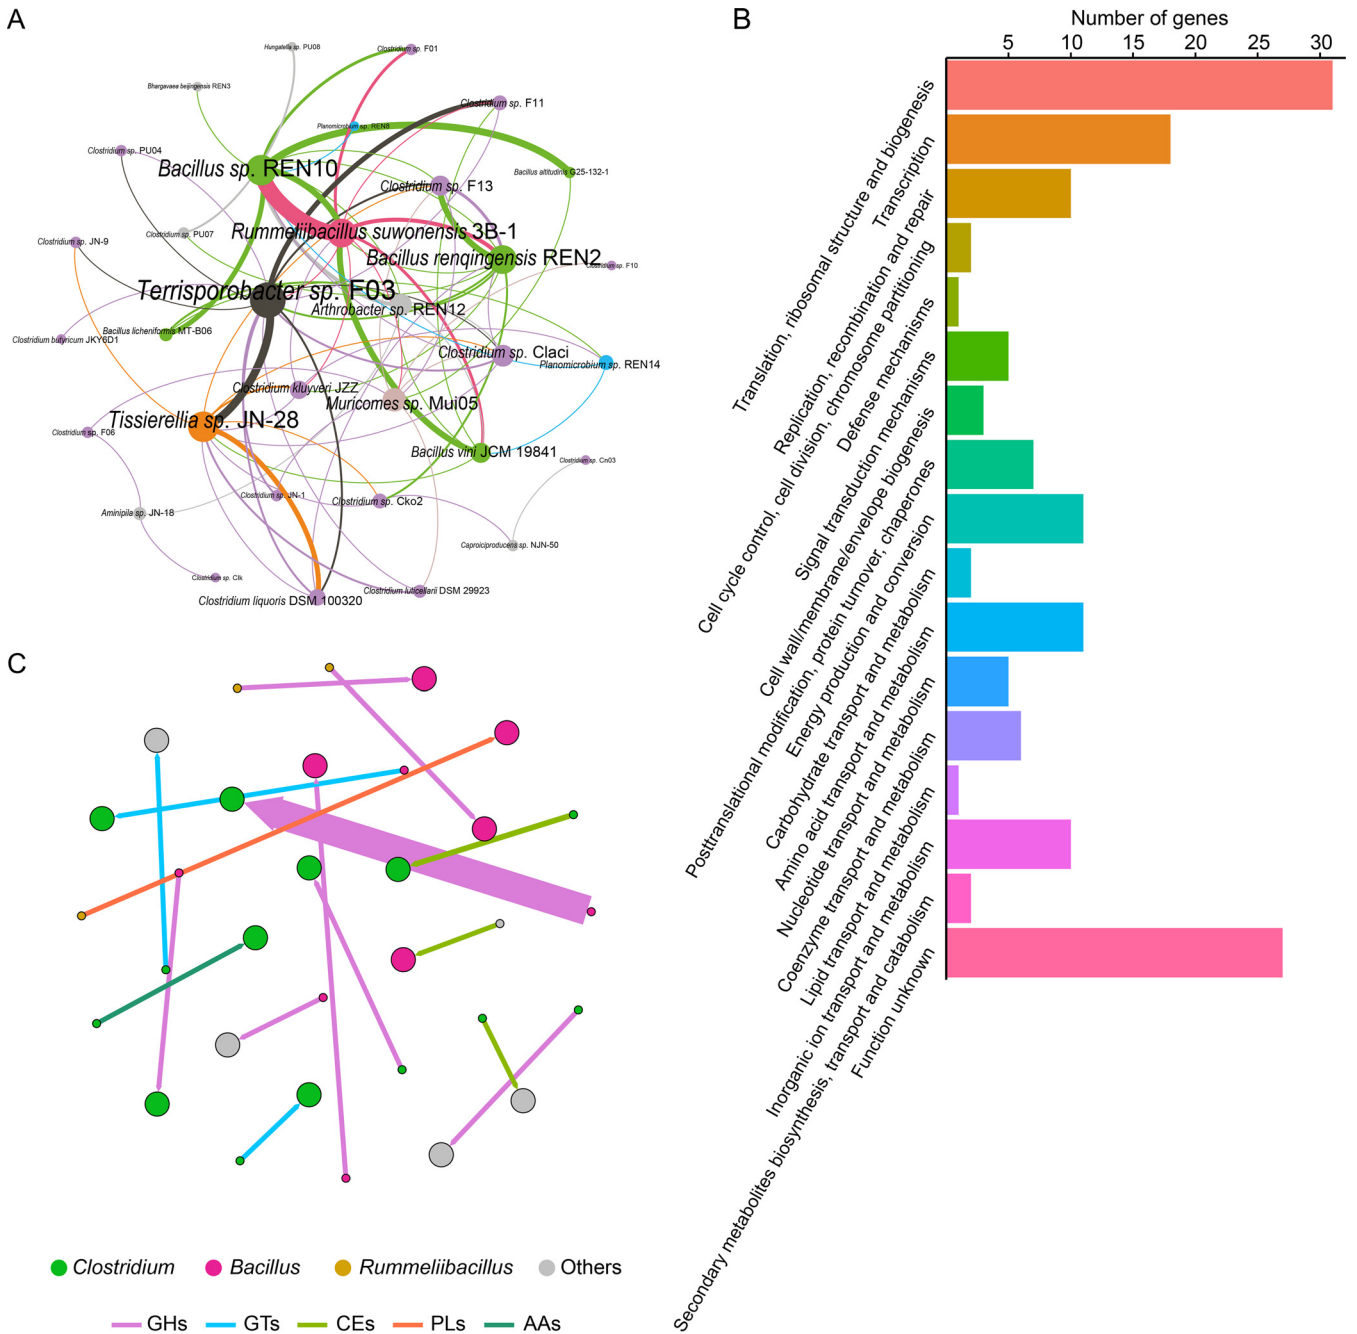 A
Hungatella sp. PU08
Clostridium sp. F01
Bhargavaea beijingensis REN3
Clostridium sp. F11
Planomicrobium sp. REN8
Clostridium sp. PU04
Bacillus sp. REN10
Bacillus altitudinis G25-132-1
Clostridium sp. F13
Clostridium sp. PU07
Rummeliibacillus suwonensis 3B-1
Clostridium sp. JN-9
Bacillus renqingensis REN2
Clostridium sp. F10
Terrisporobacter sp. F03
Arthrobacter sp. REN12
Bacillus licheniformis MT-B06
Clostridium butyricum JKY6D1
Clostridium sp. Claci
Planomicrobium sp. REN14
Clostridium kluyveri JZZ
Muricomes sp. Mui05
Tissierellia sp. JN-28
Clostridium sp. F06
Bacillus vini JCM 19841
Clostridium sp. Cn03
Clostridium sp. JN-1
Clostridium sp. Cko2
Aminipila sp. JN-18
Caproiciproducens sp. NJN-50
Clostridium sp. Clk
Clostridium luticellarii DSM 29923
Clostridium liquoris DSM 100320
B
Number of genes
5 10 15 20 25 30
Translation, ribosomal structure and biogenesis
Transcription
Replication, recombination and repair
Cell cycle control, cell division, chromosome partitioning
Defense mechanisms
Signal transduction mechanisms
Cell wall/membrane/envelope biogenesis
Posttranslational modification, protein turnover, chaperones
Energy production and conversion
Carbohydrate transport and metabolism
Amino acid transport and metabolism
Nucleotide transport and metabolism
Coenzyme transport and metabolism
Lipid transport and metabolism
Inorganic ion transport and metabolism
Secondary metabolites biosynthesis, transport and catabolism
Function unknown
C
Clostridium Bacillus Rummeliibacillus Others
GHs GTs CEs PLs AAs